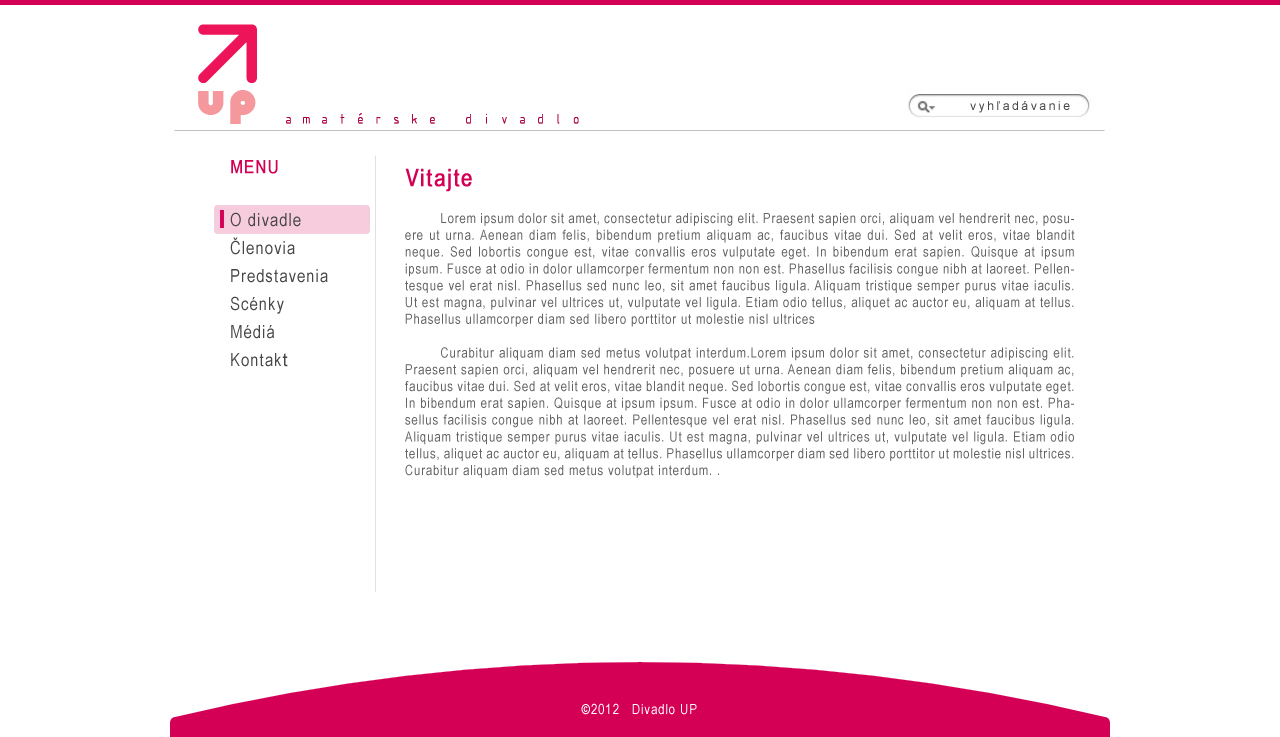 UP
amatérske divadlo
vyhľadávanie
MENU
O divadle
Členovia
Predstavenia
Scénky
Médiá
Kontakt
Vitajte
Lorem ipsum dolor sit amet, consectetur adipiscing elit. Praesent sapien orci, aliquam vel hendrerit nec, posu-
ere ut urna. Aenean diam felis, bibendum pretium aliquam ac, faucibus vitae dui. Sed at velit eros, vitae blandit
neque. Sed lobortis congue est, vitae convallis eros vulputate eget. In bibendum erat sapien. Quisque at ipsum
ipsum. Fusce at odio in dolor ullamcorper fermentum non non est. Phasellus facilisis congue nibh at laoreet. Pellen-
tesque vel erat nisl. Phasellus sed nunc leo, sit amet faucibus ligula. Aliquam tristique semper purus vitae iaculis.
Ut est magna, pulvinar vel ultrices ut, vulputate vel ligula. Etiam odio tellus, aliquet ac auctor eu, aliquam at tellus.
Phasellus ullamcorper diam sed libero porttitor ut molestie nisl ultrices
Curabitur aliquam diam sed metus volutpat interdum.Lorem ipsum dolor sit amet, consectetur adipiscing elit.
Praesent sapien orci, aliquam vel hendrerit nec, posuere ut urna. Aenean diam felis, bibendum pretium aliquam ac,
faucibus vitae dui. Sed at velit eros, vitae blandit neque. Sed lobortis congue est, vitae convallis eros vulputate eget.
In bibendum erat sapien. Quisque at ipsum ipsum. Fusce at odio in dolor ullamcorper fermentum non non est. Pha-
sellus facilisis congue nibh at laoreet. Pellentesque vel erat nisl. Phasellus sed nunc leo, sit amet faucibus ligula.
Aliquam tristique semper purus vitae iaculis. Ut est magna, pulvinar vel ultrices ut, vulputate vel ligula. Etiam odio
tellus, aliquet ac auctor eu, aliquam at tellus. Phasellus ullamcorper diam sed libero porttitor ut molestie nisl ultrices.
Curabitur aliquam diam sed metus volutpat interdum. .
©2012 Divadlo UP